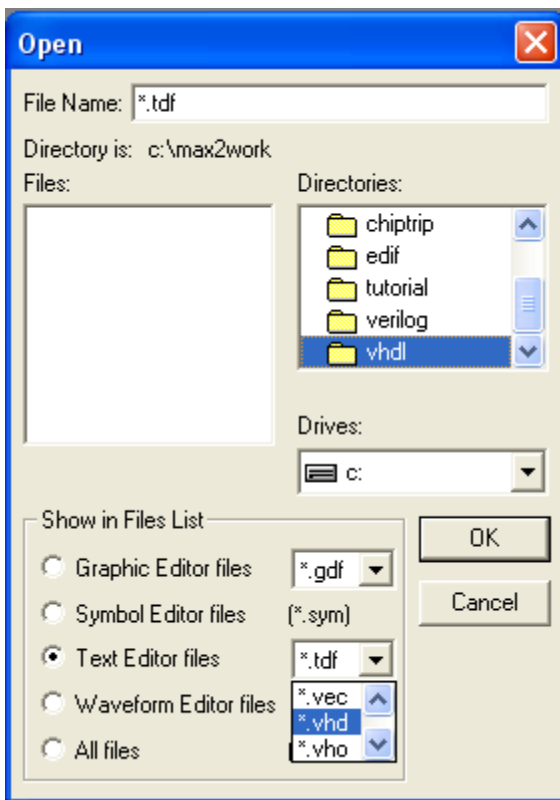 Open
File Name: *.tdf
Directory is: c:\max2work
Files:
Directories:
chiptrip
edif
tutorial
verilog
vhdl
Drives:
c:
Show in Files List
Graphic Editor files *.gdf
Symbol Editor files (*.sym)
Text Editor files *.tdf
Waveform Editor files
*.vec
*.vhd
*.vho
All files
OK
Cancel